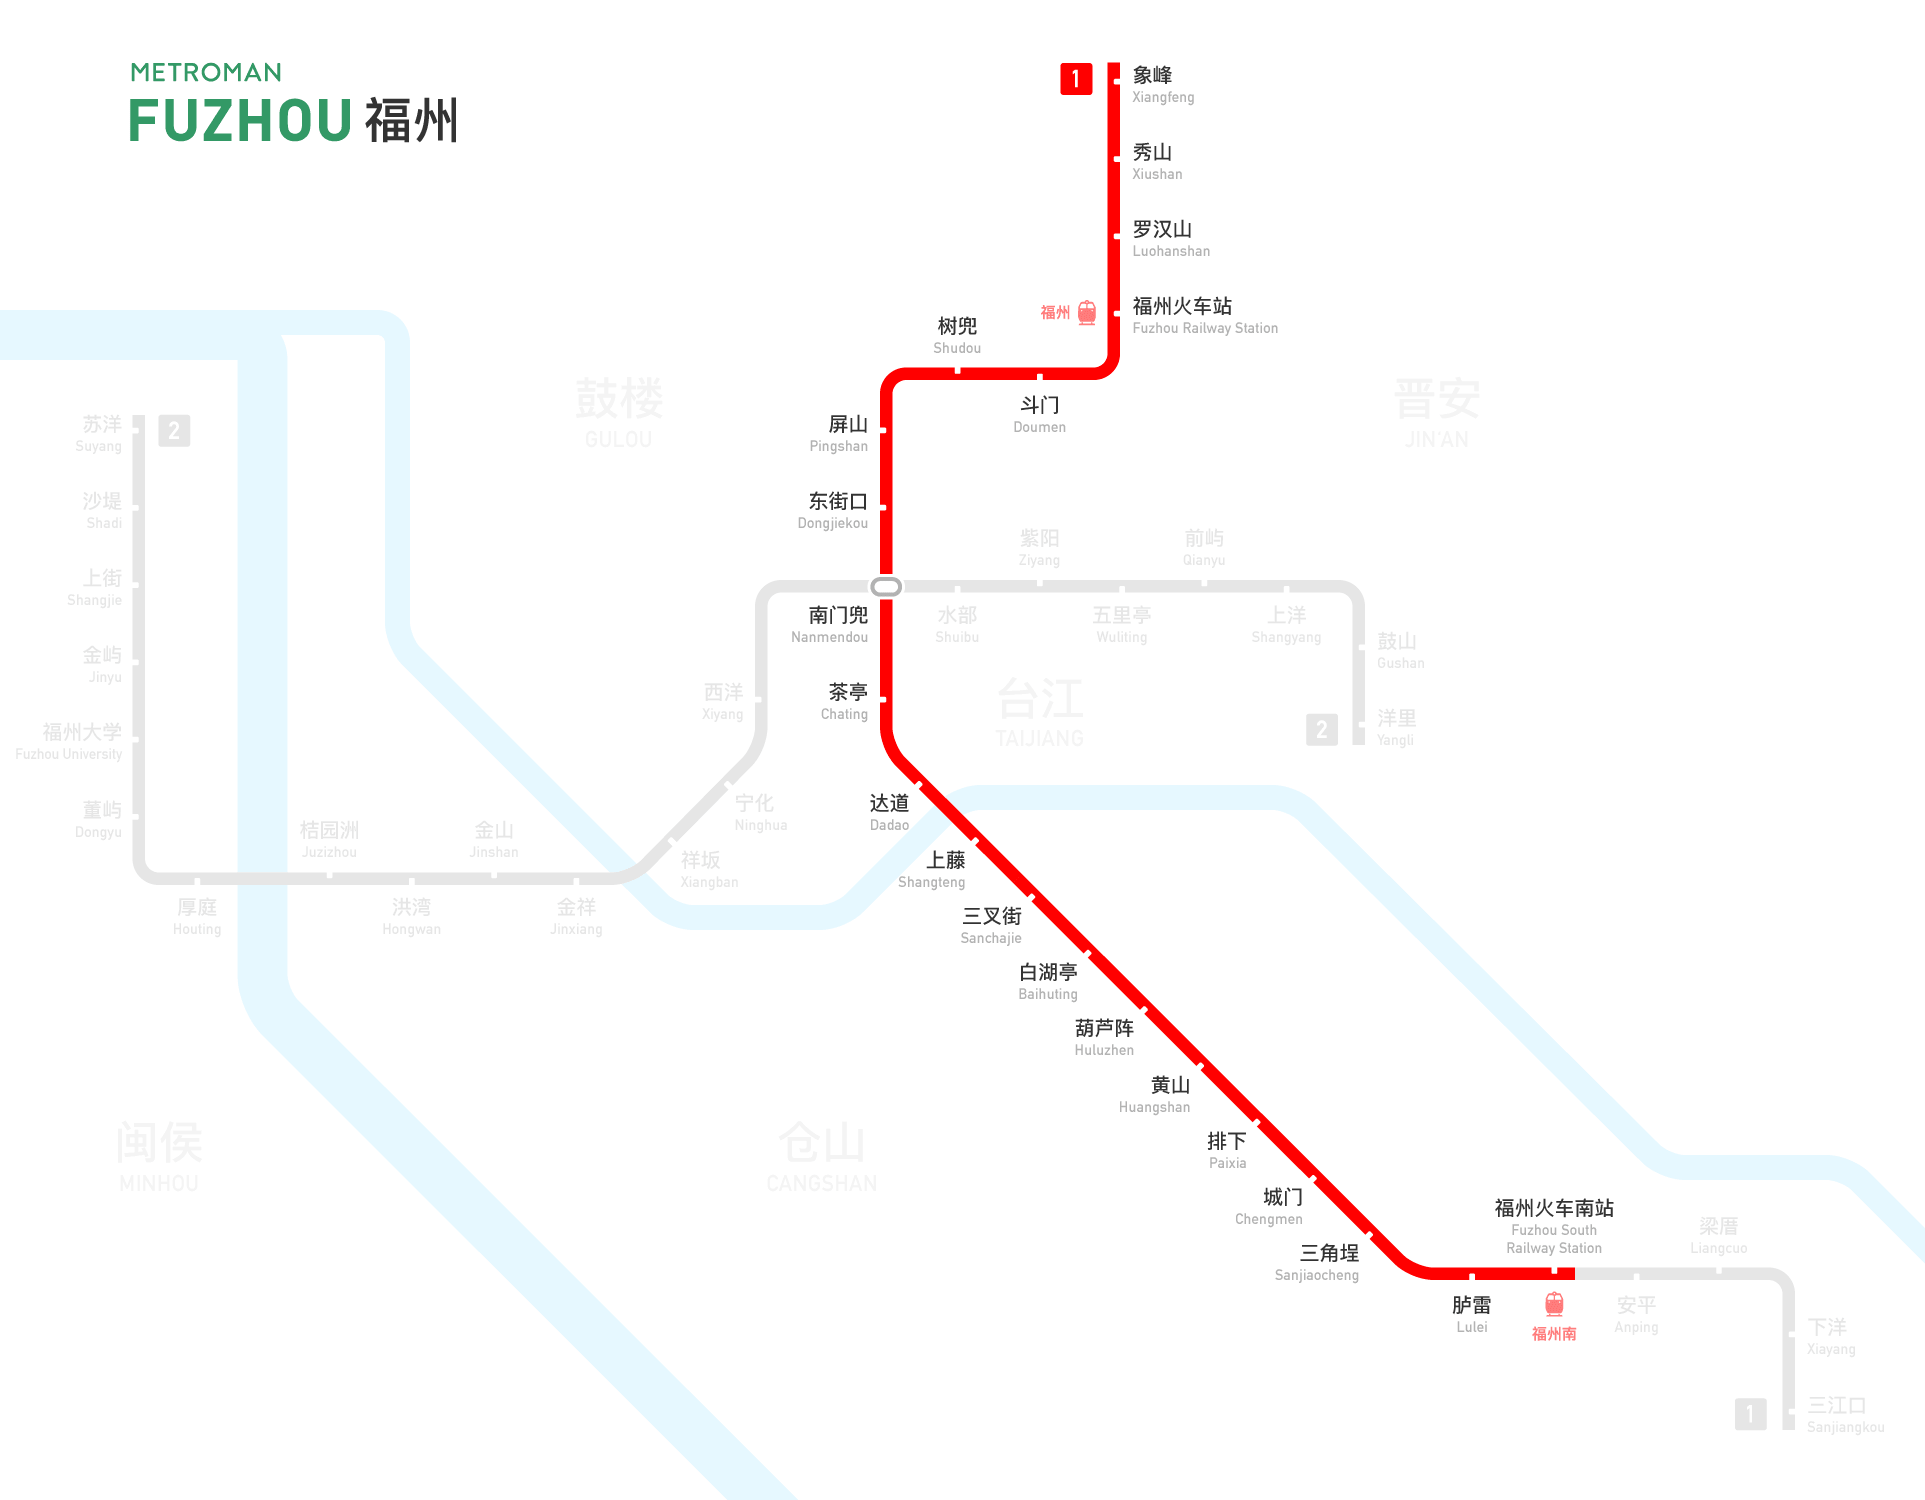 METROMAN
FUZHOU 福州
1
象峰
Xiangfeng
秀山
Xiushan
罗汉山
Luohanshan
福州火车站
Fuzhou Railway Station
福州
树兜
Shudou
斗门
Doumen
屏山
Pingshan
东街口
Dongjiekou
南门兜
Nanmendou
茶亭
Chating
达道
Dadao
上藤
Shangteng
三叉街
Sanchajie
白湖亭
Baihuting
葫芦阵
Huluzhen
黄山
Huangshan
排下
Paixia
城门
Chengmen
三角埕
Sanjiaocheng
胪雷
Lulei
福州火车南站
Fuzhou South
Railway Station
福州南
安平
Anping
梁厝
Liangcuo
下洋
Xiayang
三江口
Sanjiangkou
1
2
苏洋
Suyang
沙堤
Shadi
上街
Shangjie
金屿
Jinyu
福州大学
Fuzhou University
董屿
Dongyu
厚庭
Houting
桔园洲
Juzizhou
洪湾
Hongwan
金山
Jinshan
金祥
Jinxiang
祥坂
Xiangban
宁化
Ninghua
西洋
Xiyang
水部
Shuibu
紫阳
Ziyang
五里亭
Wuliting
前屿
Qianyu
上洋
Shangyang
鼓山
Gushan
洋里
Yangli
2
鼓楼
GULOU
晋安
JIN'AN
台江
TAIJIANG
闽侯
MINHOU
仓山
CANGSHAN